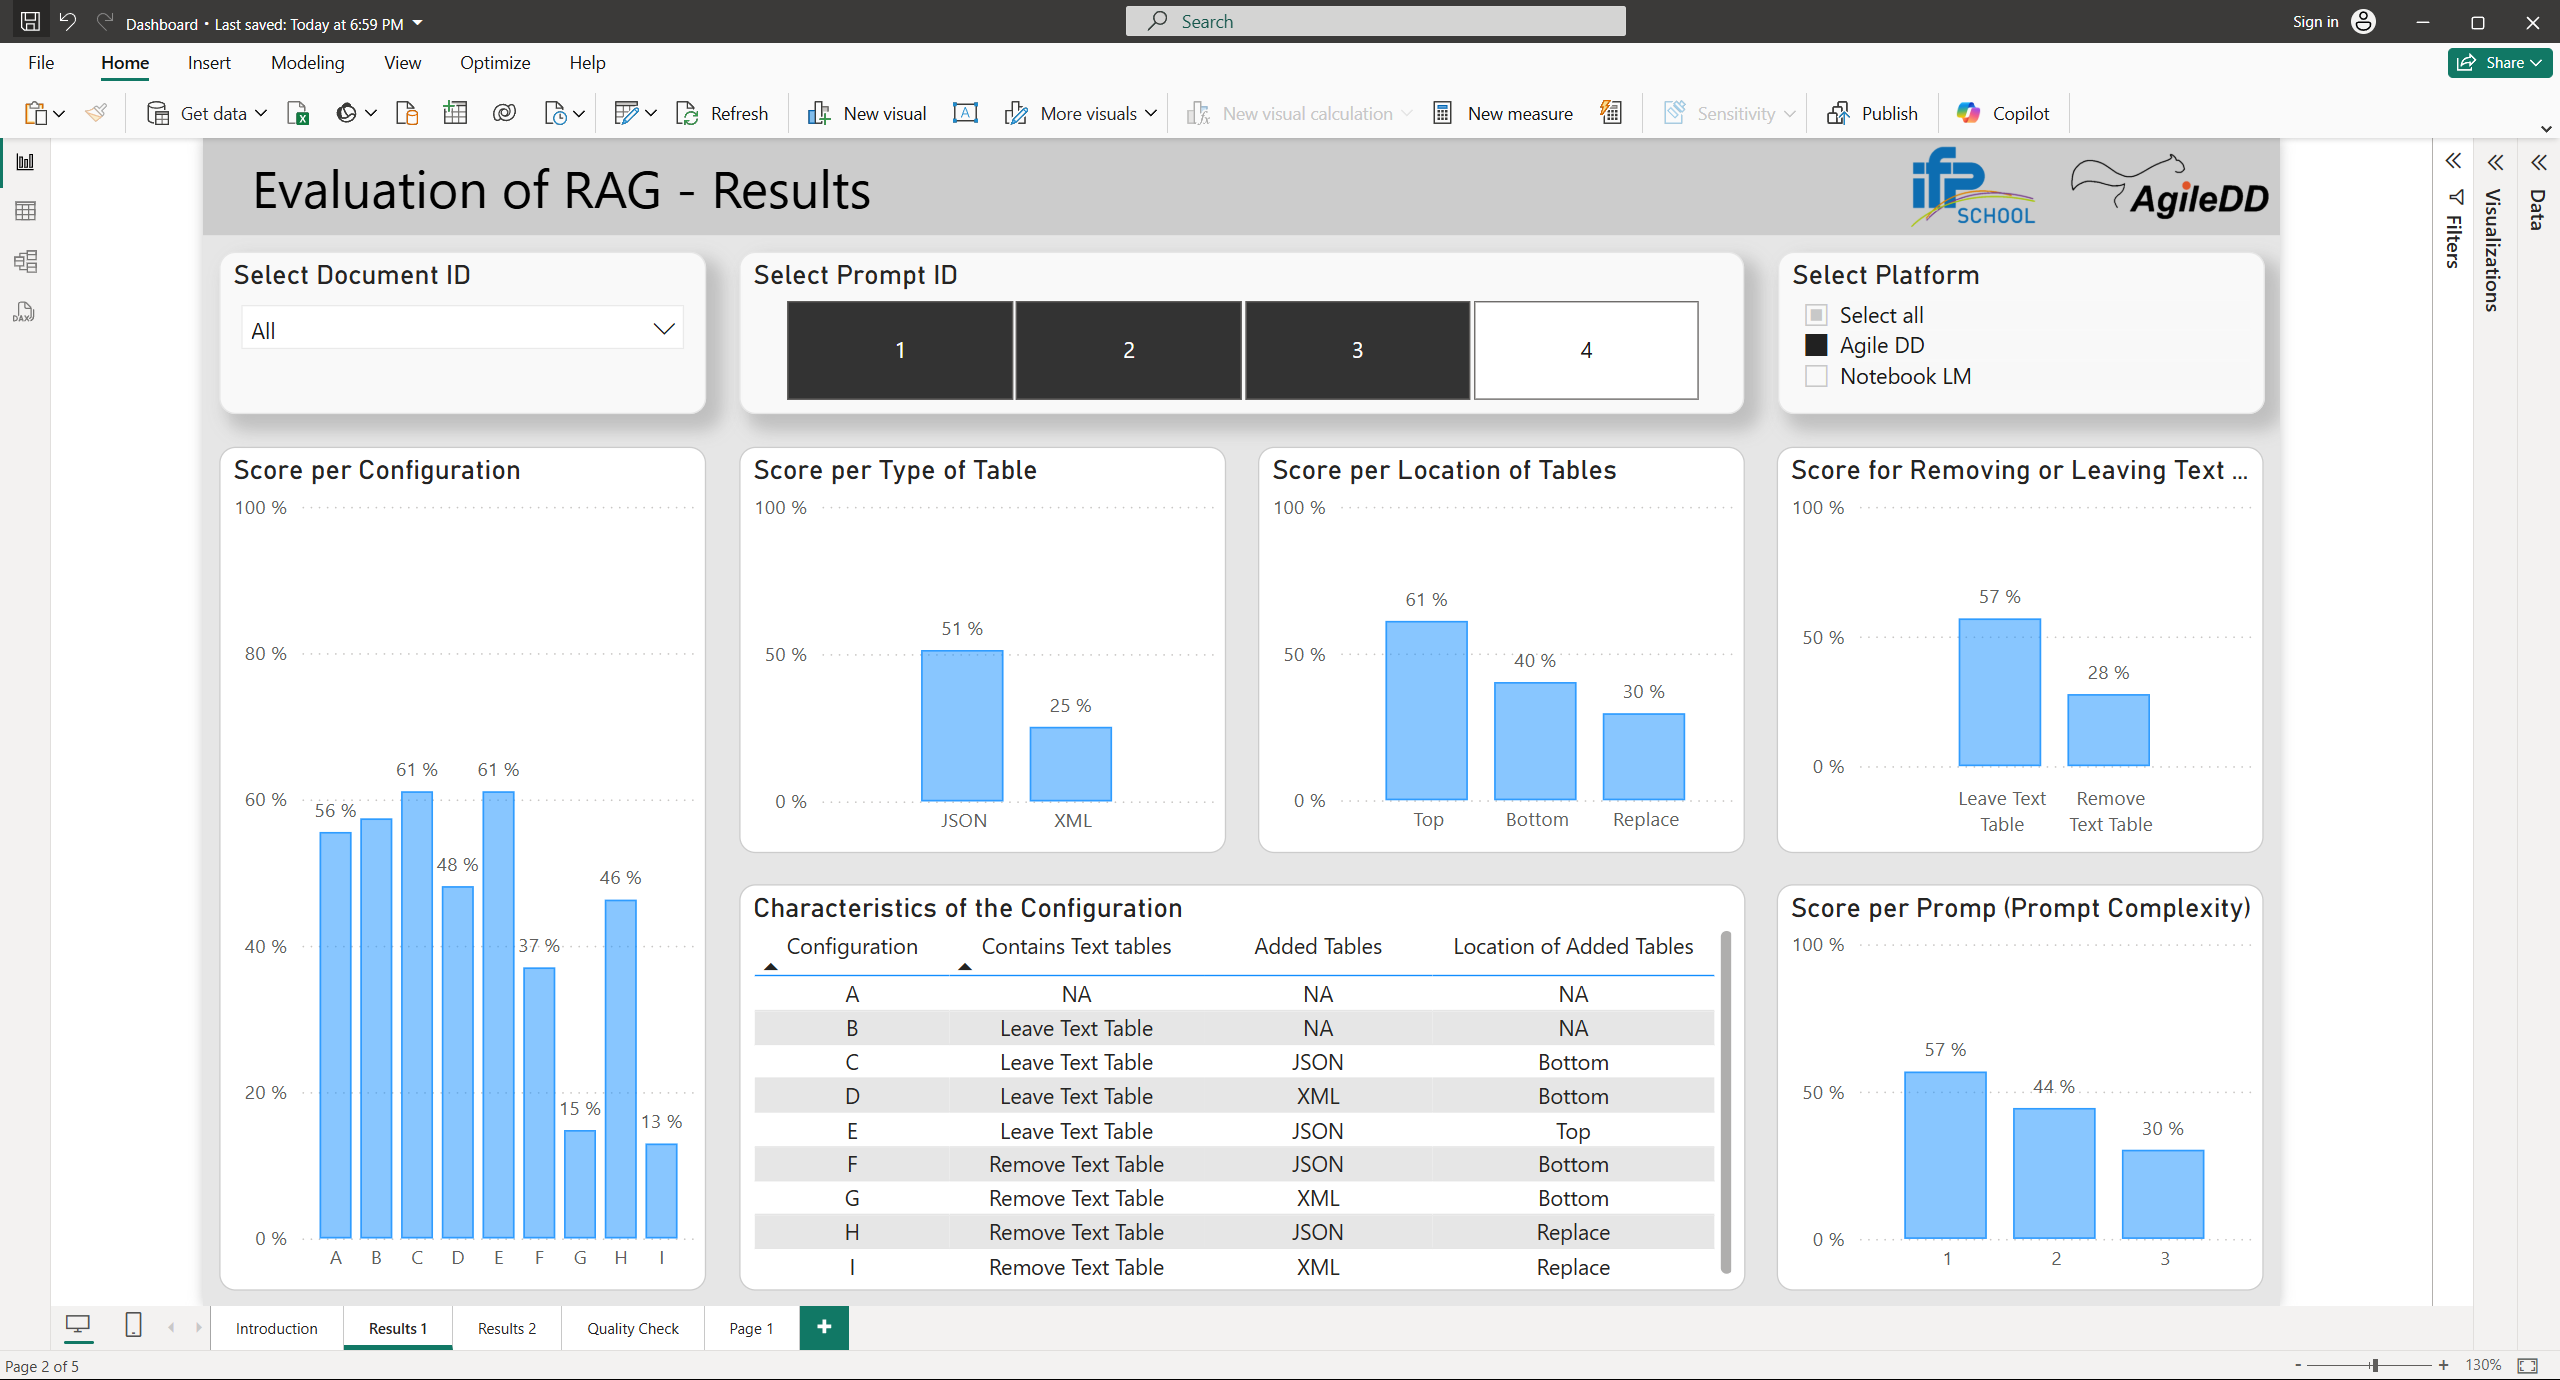 Dashboard • Last saved: Today at 6:59 PM
Search
Sign in
File Home Insert Modeling View Optimize Help
Share
Get data
Refresh
New visual
A
More visuals
New visual calculation
New measure
Sensitivity
Publish
Copilot
DAX
Evaluation of RAG - Results
ifp SCHOOL
AgileDD
Filters
Visualizations
Data
Select Document ID
All
Select Prompt ID
1 2 3 4
Select Platform
Select all
Agile DD
Notebook LM
Score per Configuration
100 %
80 %
60 %
40 %
20 %
0 %
56 %
61 %
48 %
61 %
37 %
15 %
46 %
13 %
A B C D E F G H I
Score per Type of Table
100 %
50 %
0 %
51 %
25 %
JSON XML
Score per Location of Tables
100 %
50 %
0 %
61 %
40 %
30 %
Top Bottom Replace
Score for Removing or Leaving Text ...
100 %
50 %
0 %
57 %
28 %
Leave Text Table
Remove Text Table
Characteristics of the Configuration
Configuration Contains Text tables Added Tables Location of Added Tables
A NA NA NA
B Leave Text Table NA NA
C Leave Text Table JSON Bottom
D Leave Text Table XML Bottom
E Leave Text Table JSON Top
F Remove Text Table JSON Bottom
G Remove Text Table XML Bottom
H Remove Text Table JSON Replace
I Remove Text Table XML Replace
Score per Promp (Prompt Complexity)
100 %
50 %
0 %
57 %
44 %
30 %
1 2 3
Introduction Results 1 Results 2 Quality Check Page 1 +
Page 2 of 5
- + 130%